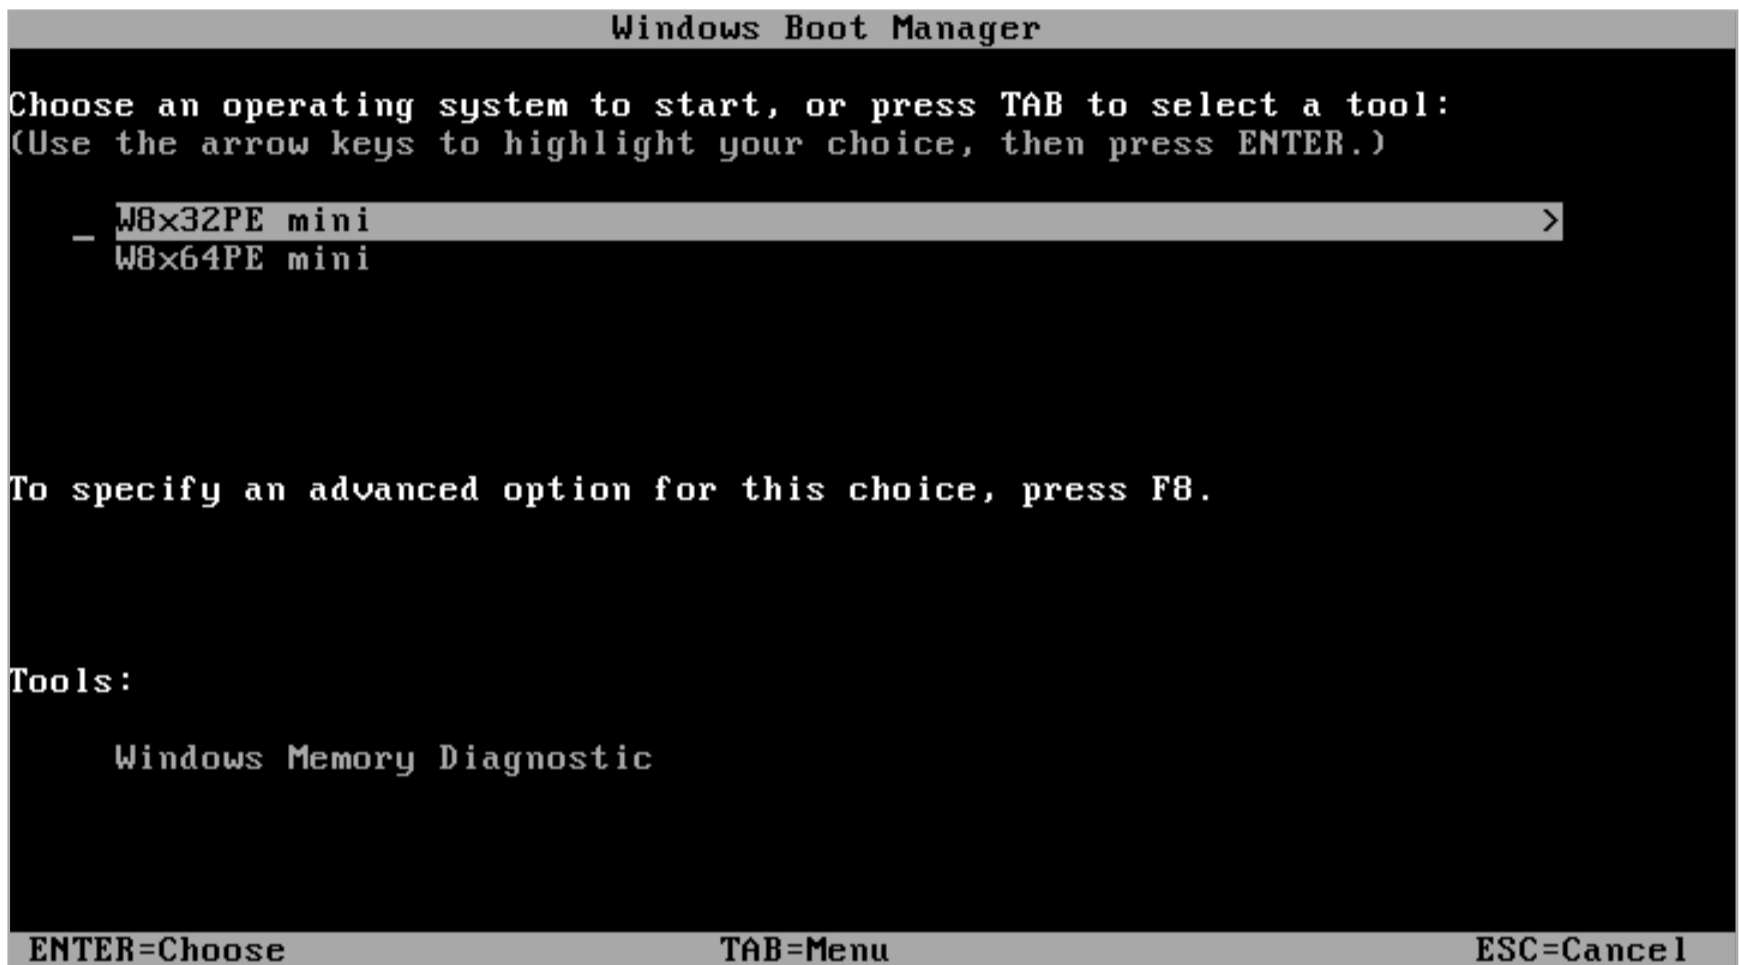 Windows Boot Manager
Choose an operating system to start, or press TAB to select a tool:
(Use the arrow keys to highlight your choice, then press ENTER.)
_ W8x32PE mini >
W8x64PE mini
To specify an advanced option for this choice, press F8.
Tools:
Windows Memory Diagnostic
ENTER=Choose TAB=Menu ESC=Cancel